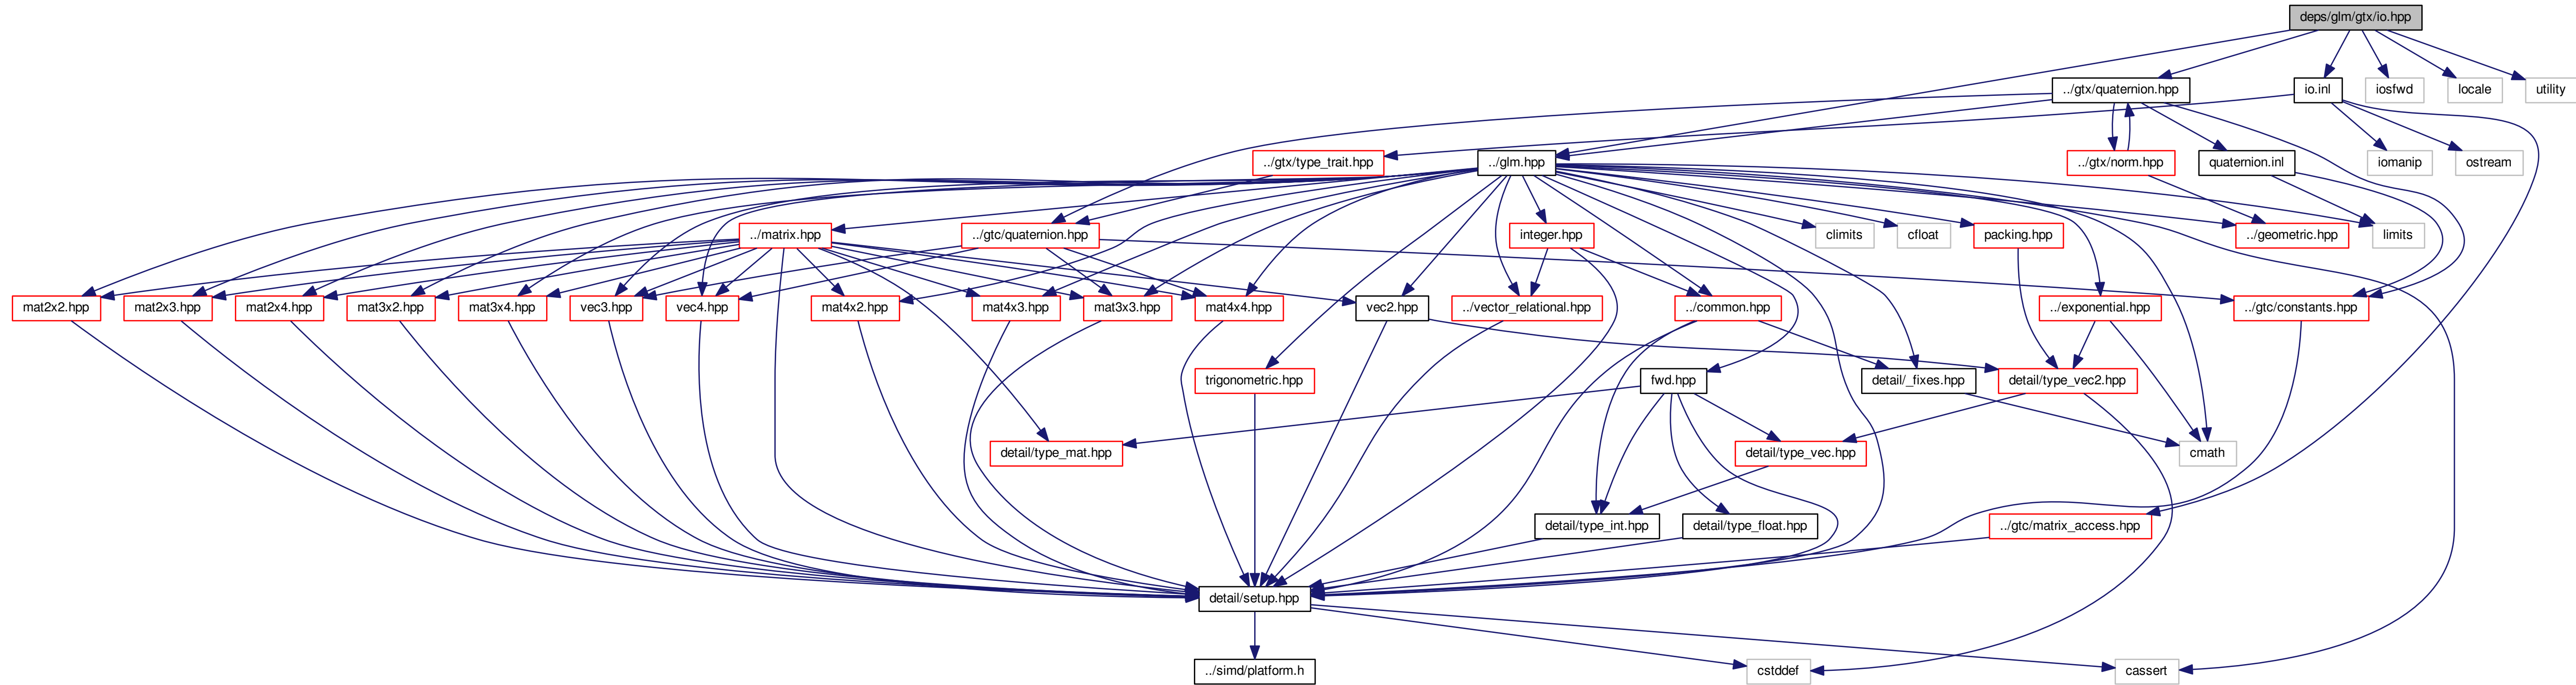 deps/glm/gtx/io.hpp
../gtx/quaternion.hpp
io.inl
iosfwd
locale
utility
../gtx/type_trait.hpp
../glm.hpp
../gtx/norm.hpp
quaternion.inl
iomanip
ostream
../matrix.hpp
../gtc/quaternion.hpp
integer.hpp
climits
cfloat
packing.hpp
../geometric.hpp
limits
mat2x2.hpp
mat2x3.hpp
mat2x4.hpp
mat3x2.hpp
mat3x4.hpp
vec3.hpp
vec4.hpp
mat4x2.hpp
mat4x3.hpp
mat3x3.hpp
mat4x4.hpp
vec2.hpp
../vector_relational.hpp
../common.hpp
../exponential.hpp
../gtc/constants.hpp
trigonometric.hpp
fwd.hpp
detail/_fixes.hpp
detail/type_vec2.hpp
detail/type_mat.hpp
detail/type_vec.hpp
cmath
detail/type_int.hpp
detail/type_float.hpp
../gtc/matrix_access.hpp
detail/setup.hpp
../simd/platform.h
cstddef
cassert